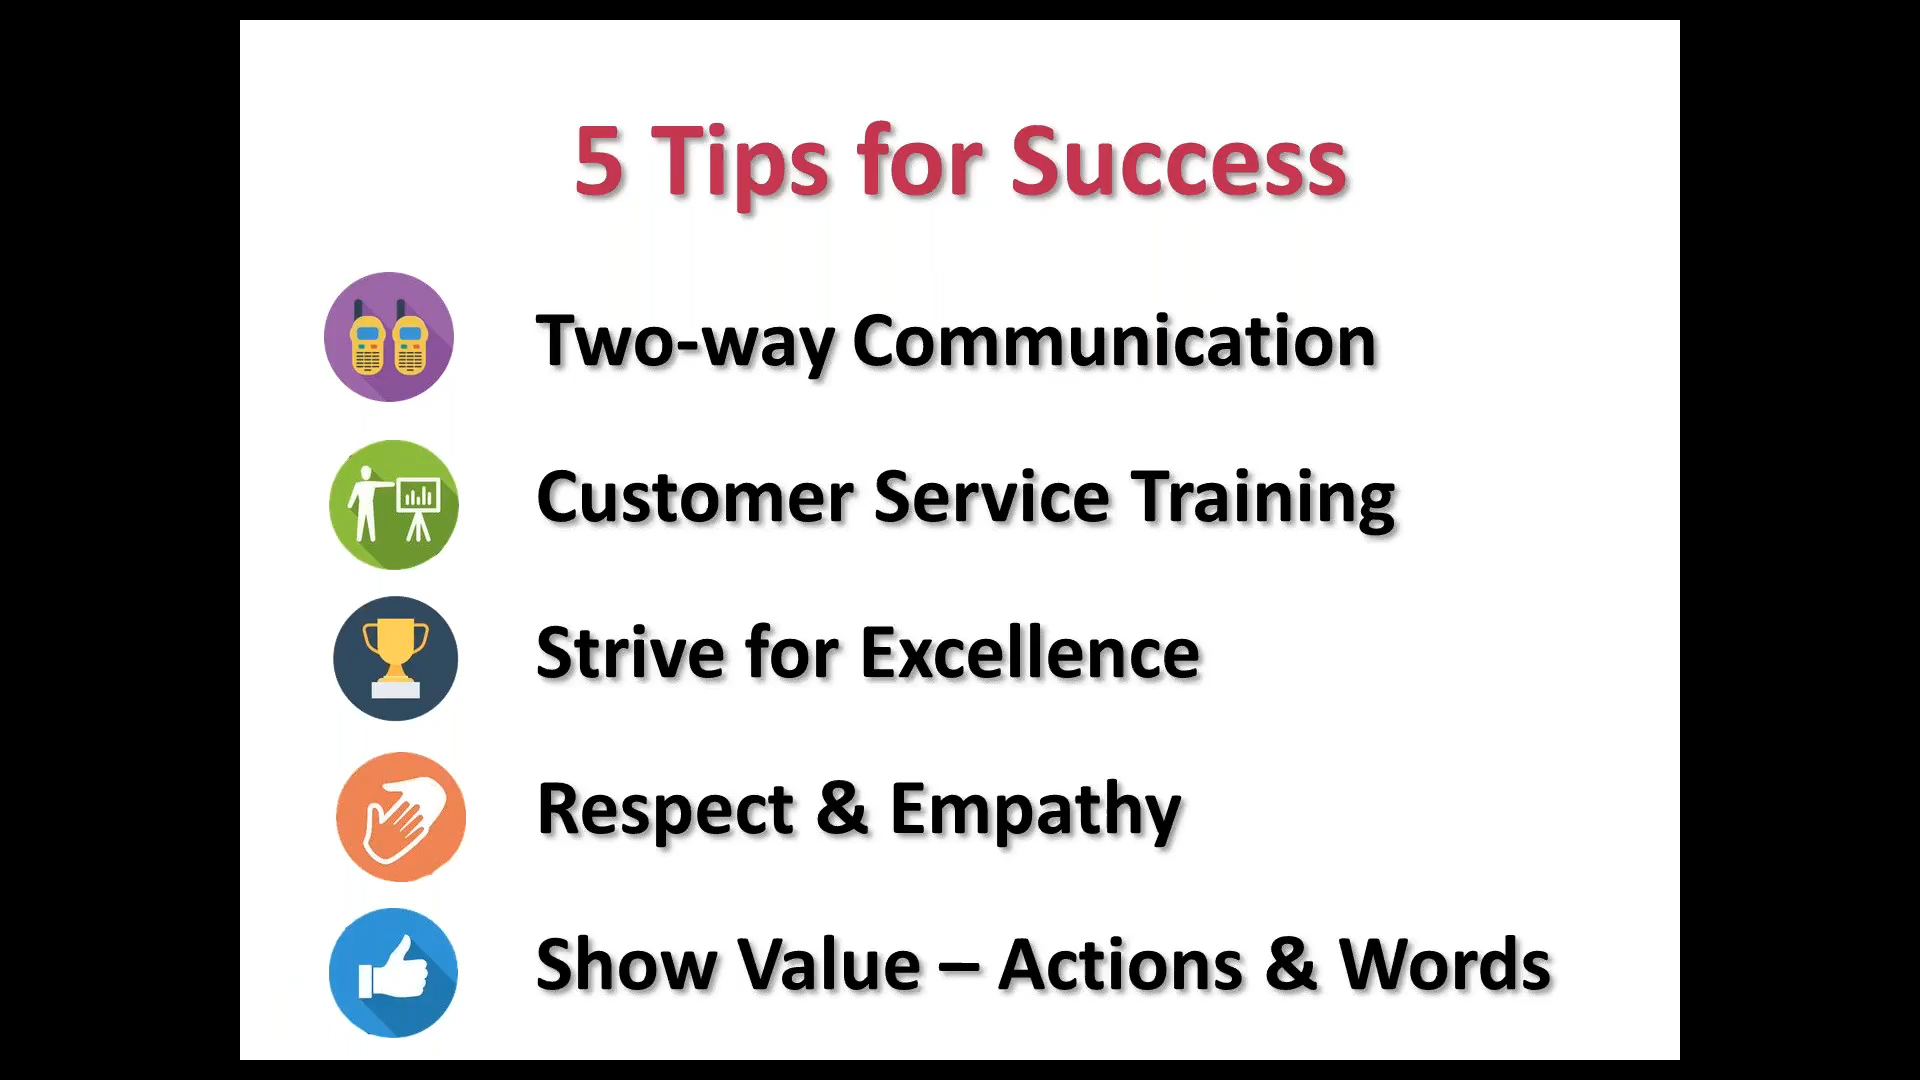 5 Tips for Success
Two-way Communication
Customer Service Training
Strive for Excellence
Respect & Empathy
Show Value – Actions & Words